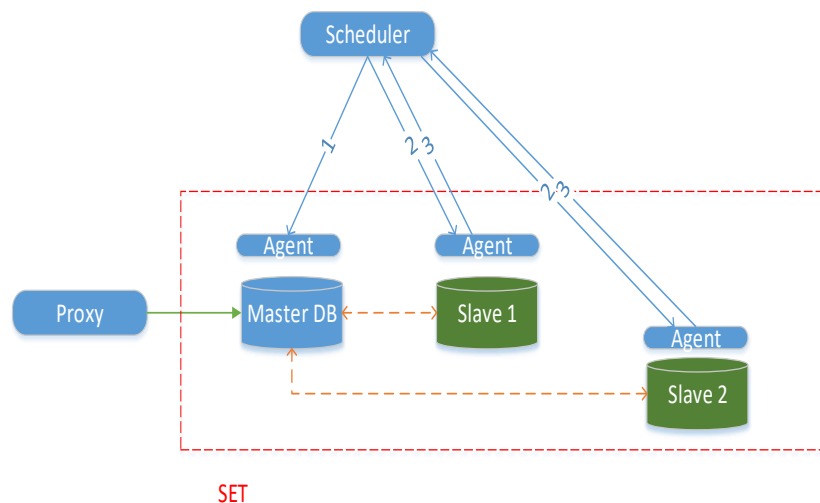 Scheduler
1
2
3
2
3
Agent
Agent
Proxy
Master DB
Slave 1
Agent
Slave 2
SET